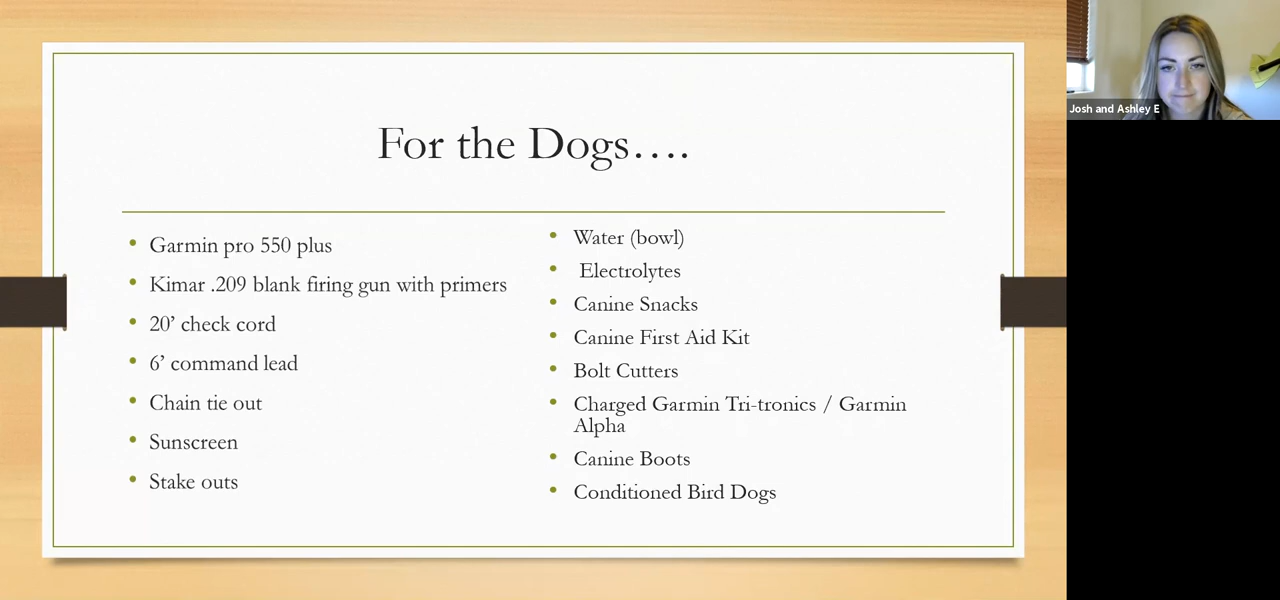 For the Dogs….
Garmin pro 550 plus
Kimar .209 blank firing gun with primers
20’ check cord
6’ command lead
Chain tie out
Sunscreen
Stake outs
Water (bowl)
Electrolytes
Canine Snacks
Canine First Aid Kit
Bolt Cutters
Charged Garmin Tri-tronics / Garmin
Alpha
Canine Boots
Conditioned Bird Dogs
Josh and Ashley E